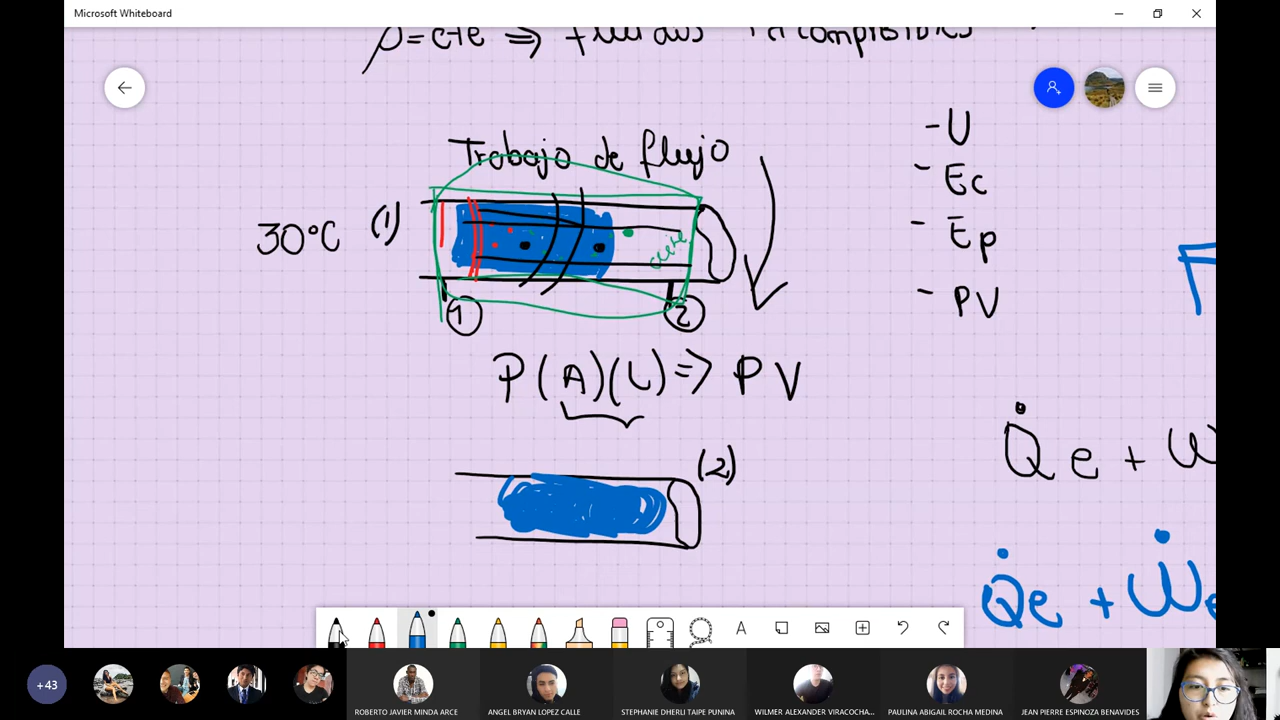 Microsoft Whiteboard
ρ = cte => fluidos incompresibles
Trabajo de flujo
30°C (1)
cierre
1
2
P(A)(L) => PV
(2)
- U
- Ec
- Ep
- PV
Q̇e + W
Q̇e + Ẇe
A
+43
ROBERTO JAVIER MINDA ARCE
ANGEL BRYAN LOPEZ CALLE
STEPHANIE DHERLI TAIPE PUNINA
WILMER ALEXANDER VIRACOCHA...
PAULINA ABIGAIL ROCHA MEDINA
JEAN PIERRE ESPINOZA BENAVIDES